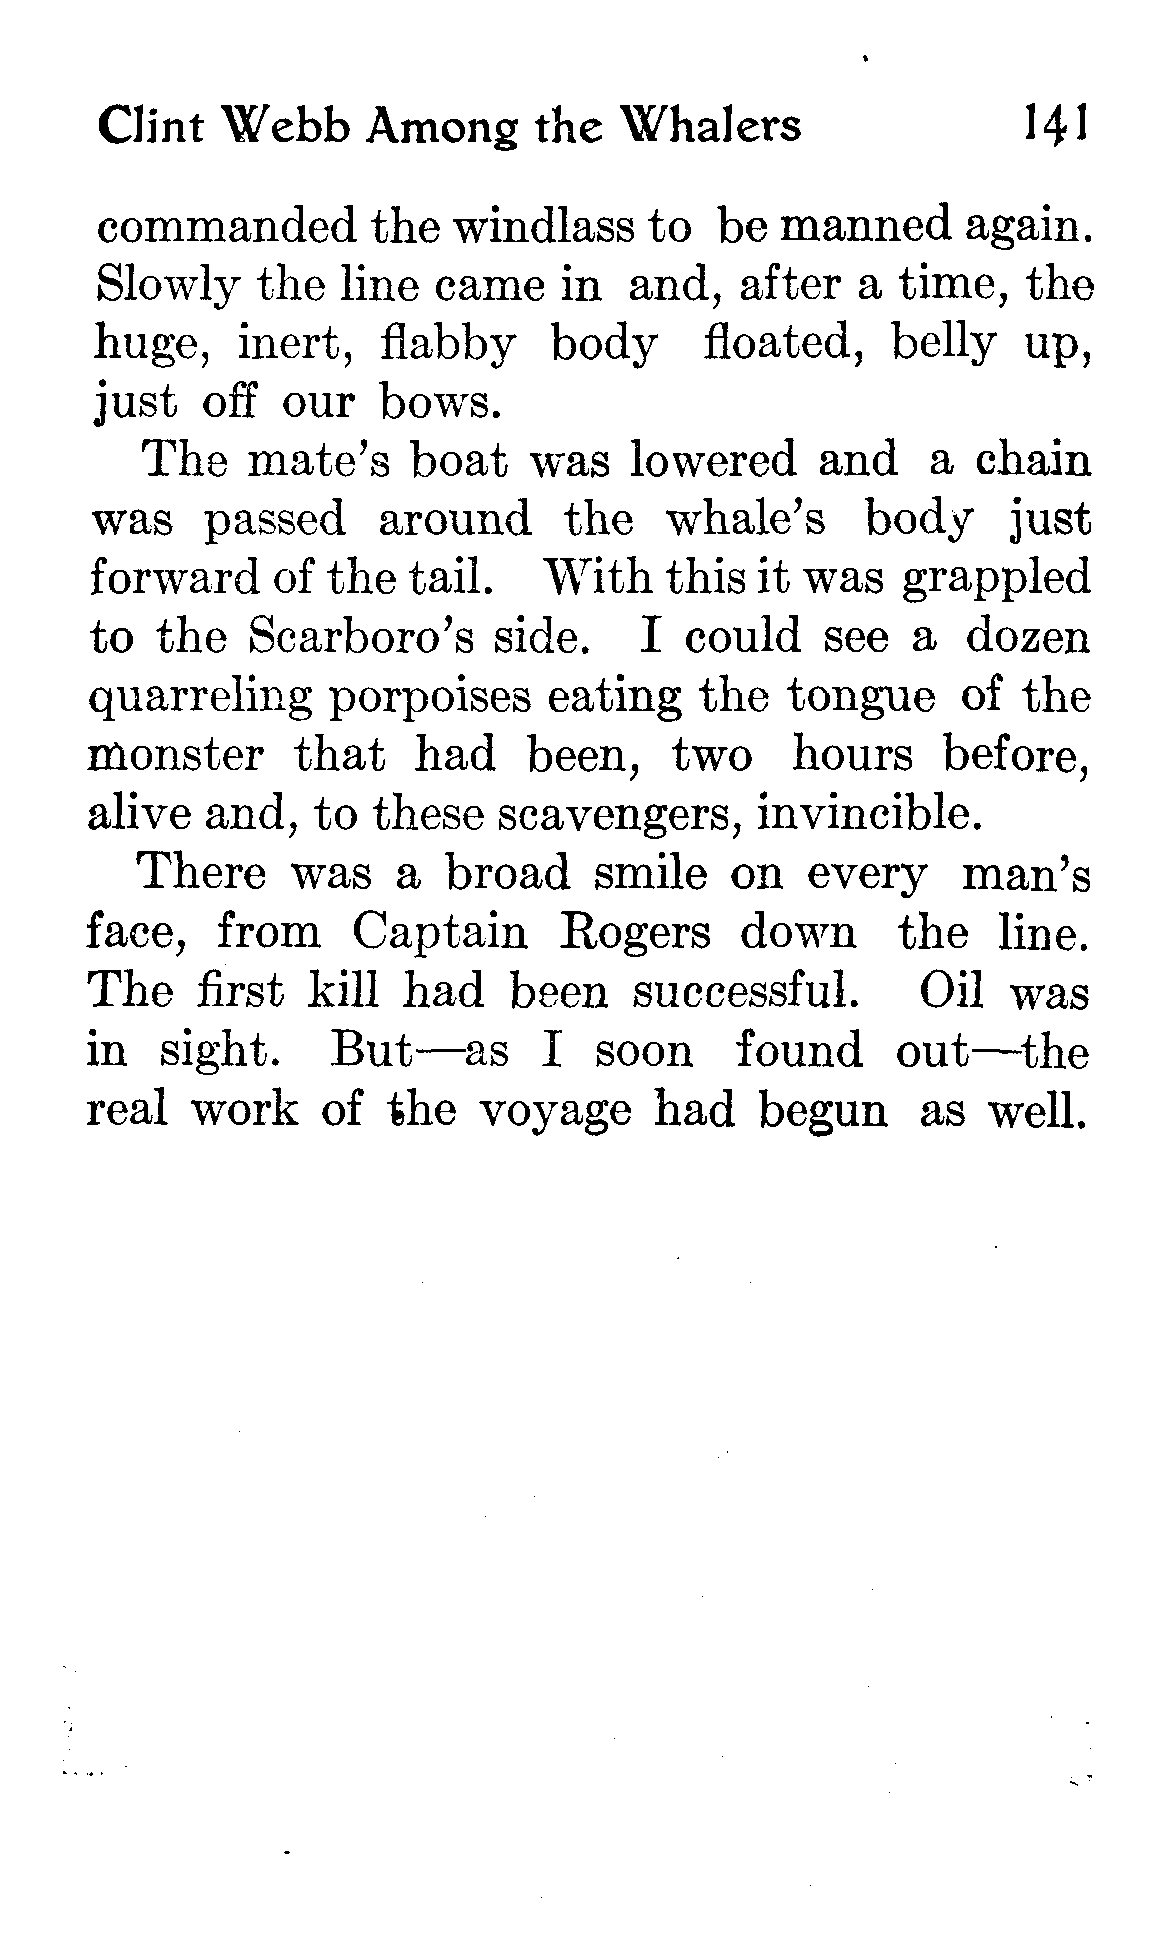 Clint Webb Among the Whalers 141
commanded the windlass to be manned again.
Slowly the line came in and, after a time, the
huge, inert, flabby body floated, belly up,
just off our bows.
The mate's boat was lowered and a chain
was passed around the whale's body just
forward of the tail. With this it was grappled
to the Scarboro's side. I could see a dozen
quarreling porpoises eating the tongue of the
monster that had been, two hours before,
alive and, to these scavengers, invincible.
There was a broad smile on every man's
face, from Captain Rogers down the line.
The first kill had been successful. Oil was
in sight. But—as I soon found out—the
real work of the voyage had begun as well.